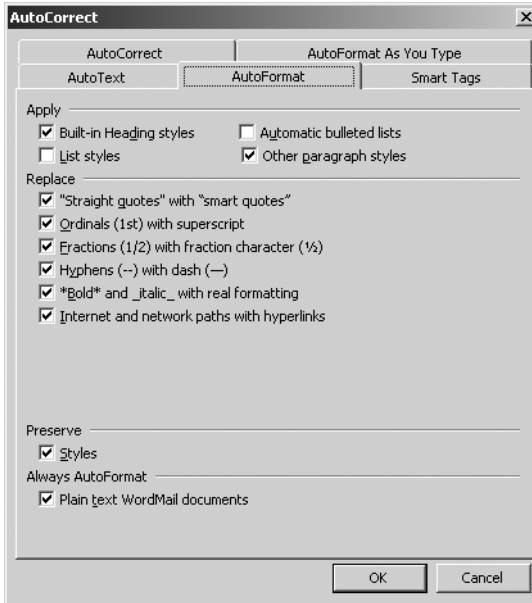 AutoCorrect
AutoCorrect AutoFormat As You Type
AutoText AutoFormat Smart Tags
Apply
Built-in Heading styles Automatic bulleted lists
List styles Other paragraph styles
Replace
"Straight quotes" with “smart quotes”
Ordinals (1st) with superscript
Fractions (1/2) with fraction character (½)
Hyphens (--) with dash (—)
*Bold* and _italic_ with real formatting
Internet and network paths with hyperlinks
Preserve
Styles
Always AutoFormat
Plain text WordMail documents
OK Cancel